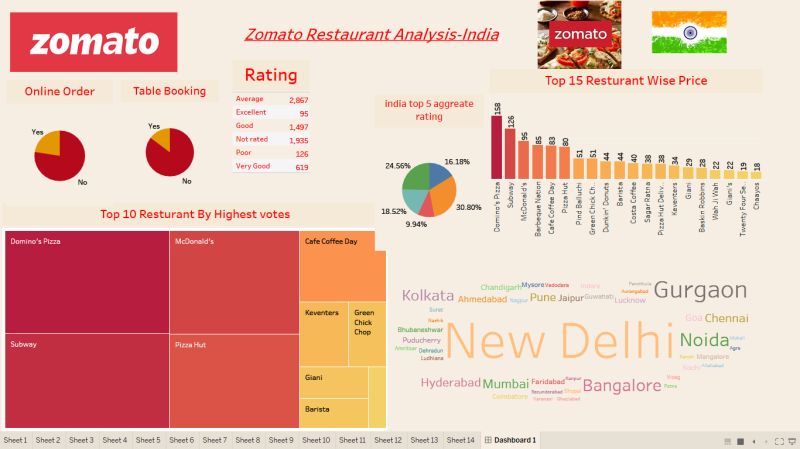 zomato
Zomato Restaurant Analysis-India
zomato
Online Order
Yes
No
Table Booking
Yes
No
Rating
Average 2,867
Excellent 95
Good 1,497
Not rated 1,935
Poor 126
Very Good 619
india top 5 aggreate
rating
24.56%
16.18%
18.52%
30.80%
9.94%
Top 15 Resturant Wise Price
158
126
95
85
83
80
51
51
44
44
40
38
38
34
29
28
22
22
19
18
Domino's Pizza
Subway
McDonald's
Barbeque Nation
Cafe Coffee Day
Pizza Hut
Pind Balluchi
Green Chick Ch..
Dunkin' Donuts
Barista
Costa Coffee
Sagar Ratna
Pizza Hut Deliv..
Keventers
Giani
Baskin Robbins
Wah Ji Wah
Giani's
Twenty Four Se..
Chaayos
Top 10 Resturant By Highest votes
Domino's Pizza
McDonald's
Cafe Coffee Day
Keventers
Green
Chick
Chop
Subway
Pizza Hut
Giani
Barista
Chandigarh
Mysore
Vadodara
Indore
Panchkula
Kolkata
Ahmedabad
Nagpur
Pune
Jaipur
Guwahati
Aurangabad
Lucknow
Gurgaon
Surat
Nashik
Goa
Chennai
Bhubaneshwar
Puducherry
Amritsar
Dehradun
Ludhiana
New Delhi
Noida
Mohali
Agra
Mangalore
Kochi
Allahabad
Hyderabad
Mumbai
Faridabad
Kanpur
Secunderabad
Bhopal
Bangalore
Vizag
Patna
Coimbatore
Varanasi
Ghaziabad
Sheet 1
Sheet 2
Sheet 3
Sheet 4
Sheet 5
Sheet 6
Sheet 7
Sheet 8
Sheet 9
Sheet 10
Sheet 11
Sheet 12
Sheet 13
Sheet 14
Dashboard 1